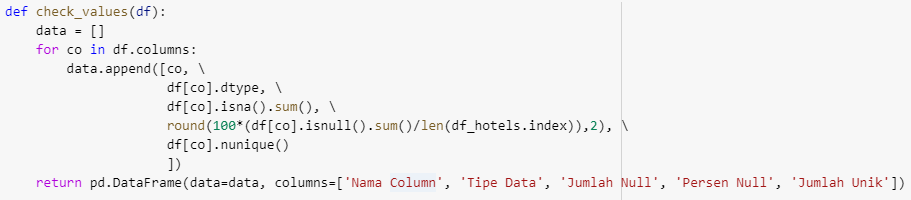 def check_values(df):
    data = []
    for co in df.columns:
        data.append([co, \
                     df[co].dtype, \
                     df[co].isna().sum(), \
                     round(100*(df[co].isnull().sum()/len(df_hotels.index)),2), \
                     df[co].nunique()
                     ])
    return pd.DataFrame(data=data, columns=['Nama Column', 'Tipe Data', 'Jumlah Null', 'Persen Null', 'Jumlah Unik'])